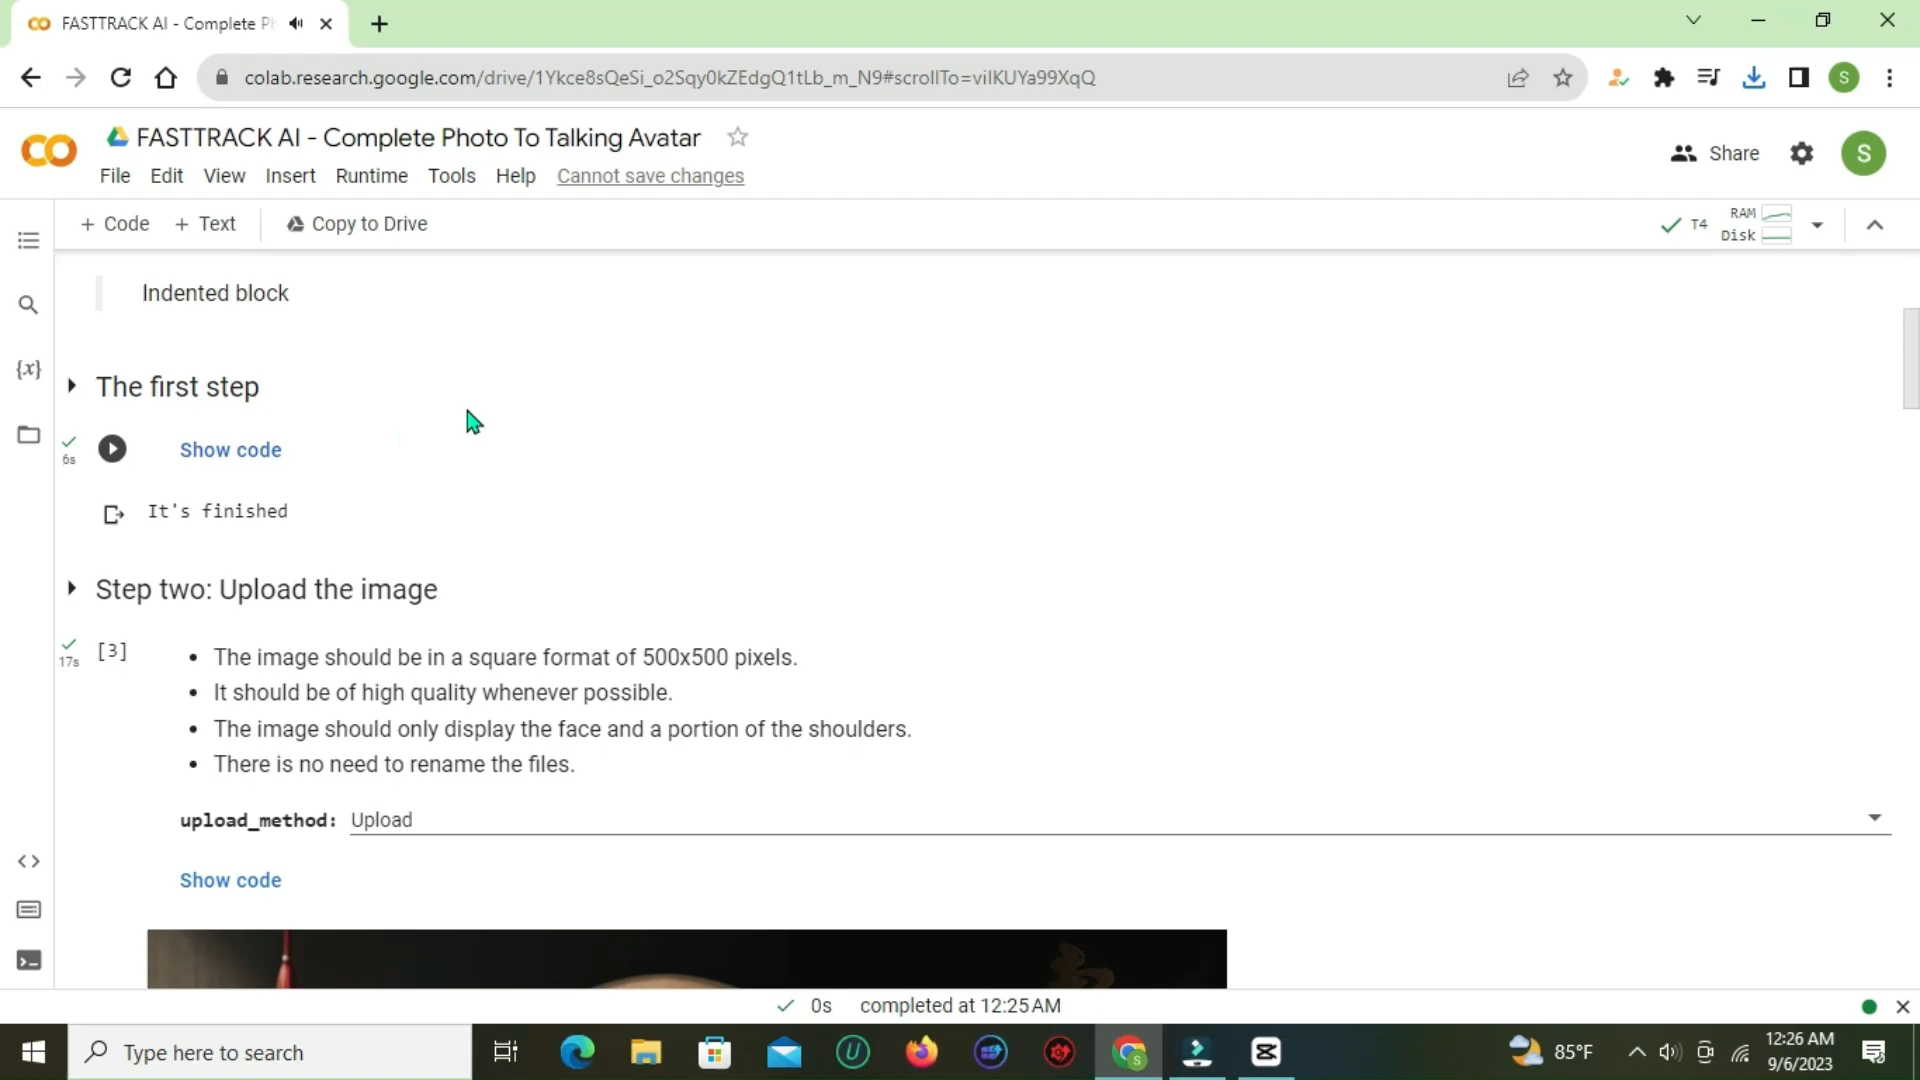 FASTTRACK AI - Complete Ph
colab.research.google.com/drive/1Ykce8sQeSi_o2Sqy0kZEdgQ1tLb_m_N9#scrollTo=viIKUYa99XqQ
S
FASTTRACK AI - Complete Photo To Talking Avatar
Share
S
File Edit View Insert Runtime Tools Help Cannot save changes
+ Code + Text Copy to Drive
T4 RAM
Disk
Indented block
{x}
The first step
Show code
6s
It's finished
Step two: Upload the image
[3]
17s
• The image should be in a square format of 500x500 pixels.
• It should be of high quality whenever possible.
• The image should only display the face and a portion of the shoulders.
• There is no need to rename the files.
upload_method: Upload
Show code
0s completed at 12:25 AM
Type here to search
85°F
12:26 AM
9/6/2023